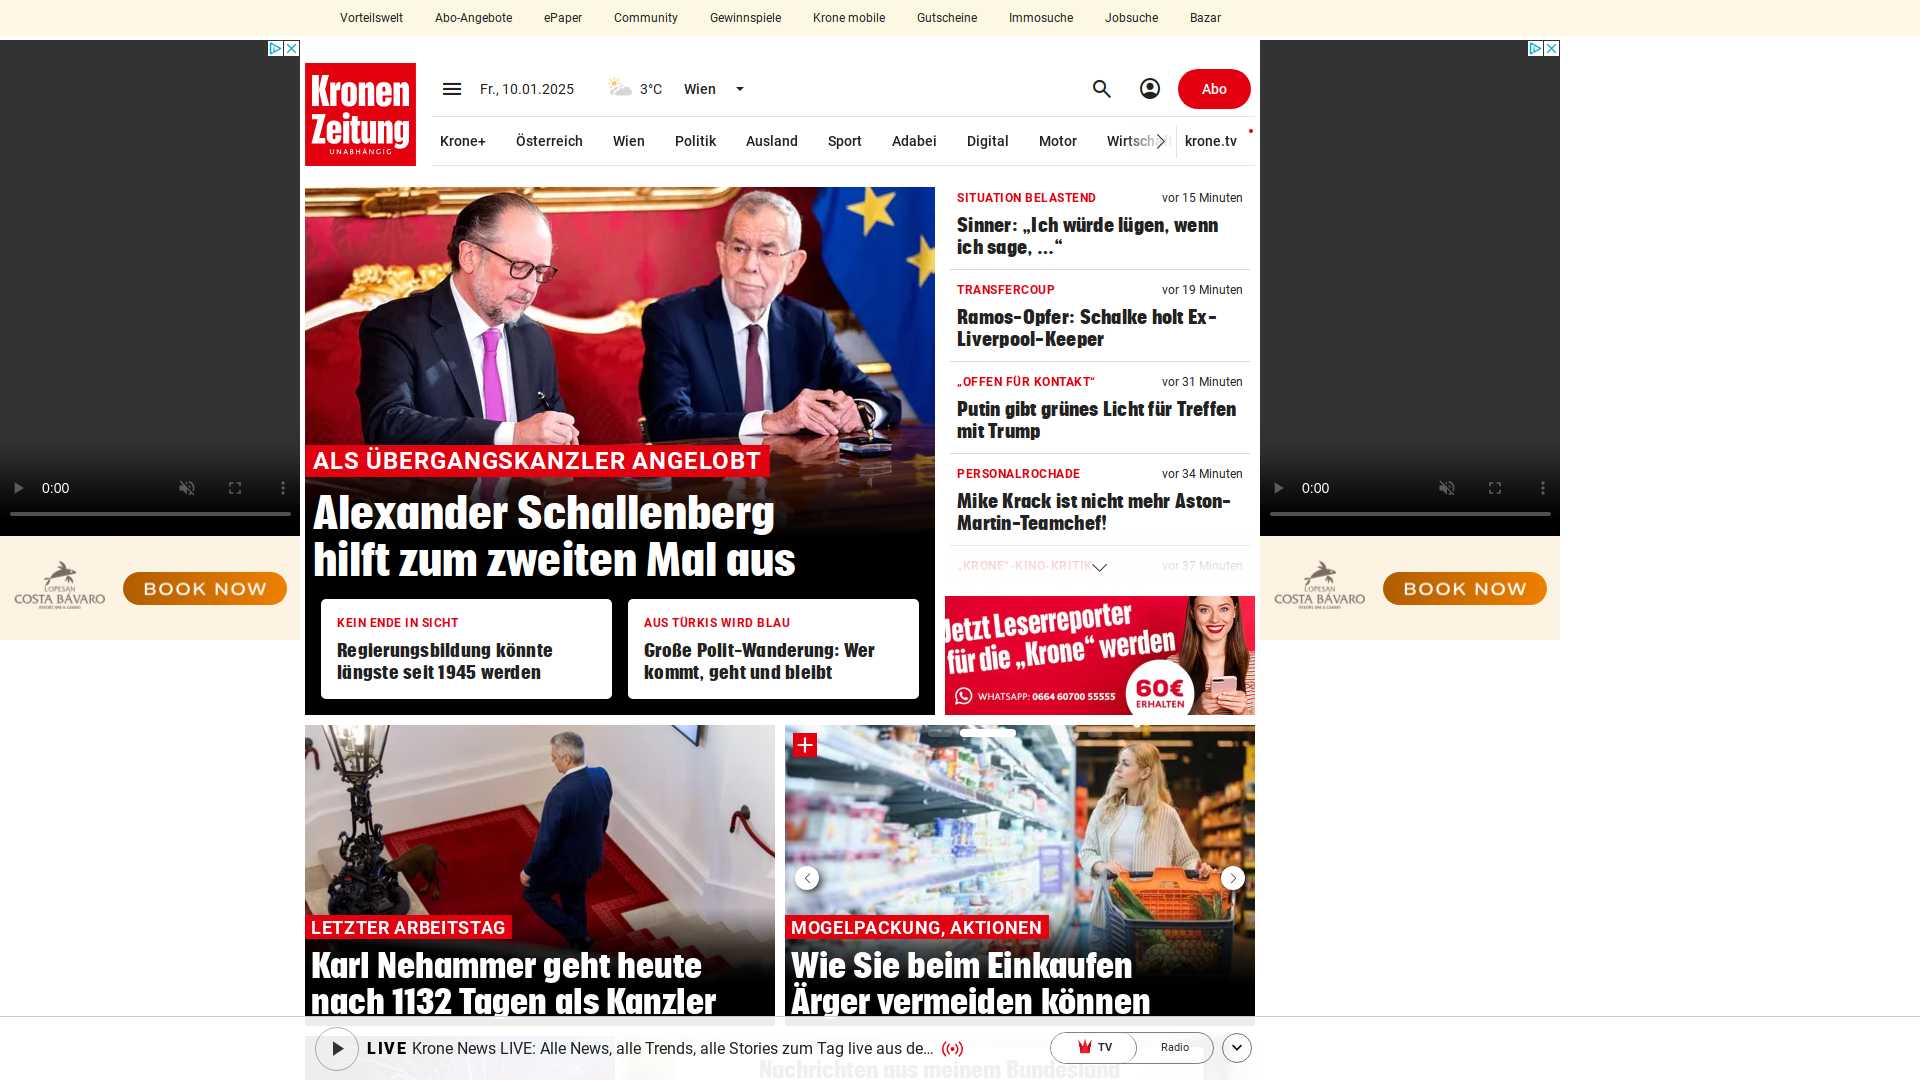 Vorteilswelt
Abo-Angebote
ePaper
Community
Gewinnspiele
Krone mobile
Gutscheine
Immosuche
Jobsuche
Bazar
Kronen
Zeitung
UNABHÄNGIG
Fr., 10.01.2025
3°C
Wien
Abo
Krone+
Österreich
Wien
Politik
Ausland
Sport
Adabei
Digital
Motor
Wirtschaft
krone.tv
0:00
LOPESAN
COSTA BÁVARO
BOOK NOW
ALS ÜBERGANGSKANZLER ANGELOBT
Alexander Schallenberg
hilft zum zweiten Mal aus
KEIN ENDE IN SICHT
Regierungsbildung könnte
längste seit 1945 werden
AUS TÜRKIS WIRD BLAU
Große Polit-Wanderung: Wer
kommt, geht und bleibt
SITUATION BELASTEND
vor 15 Minuten
Sinner: „Ich würde lügen, wenn
ich sage, ...“
TRANSFERCOUP
vor 19 Minuten
Ramos-Opfer: Schalke holt Ex-
Liverpool-Keeper
„OFFEN FÜR KONTAKT“
vor 31 Minuten
Putin gibt grünes Licht für Treffen
mit Trump
PERSONALROCHADE
vor 34 Minuten
Mike Krack ist nicht mehr Aston-
Martin-Teamchef!
„KRONE“-KINO-KRITIK
vor 37 Minuten
Jetzt Leserreporter
für die „Krone“ werden
WHATSAPP: 0664 60700 55555
60€
ERHALTEN
0:00
LOPESAN
COSTA BÁVARO
BOOK NOW
LETZTER ARBEITSTAG
Karl Nehammer geht heute
nach 1132 Tagen als Kanzler
MOGELPACKUNG, AKTIONEN
Wie Sie beim Einkaufen
Ärger vermeiden können
LIVE Krone News LIVE: Alle News, alle Trends, alle Stories zum Tag live aus de...
TV
Radio
Nachrichten aus meinem Bundesland